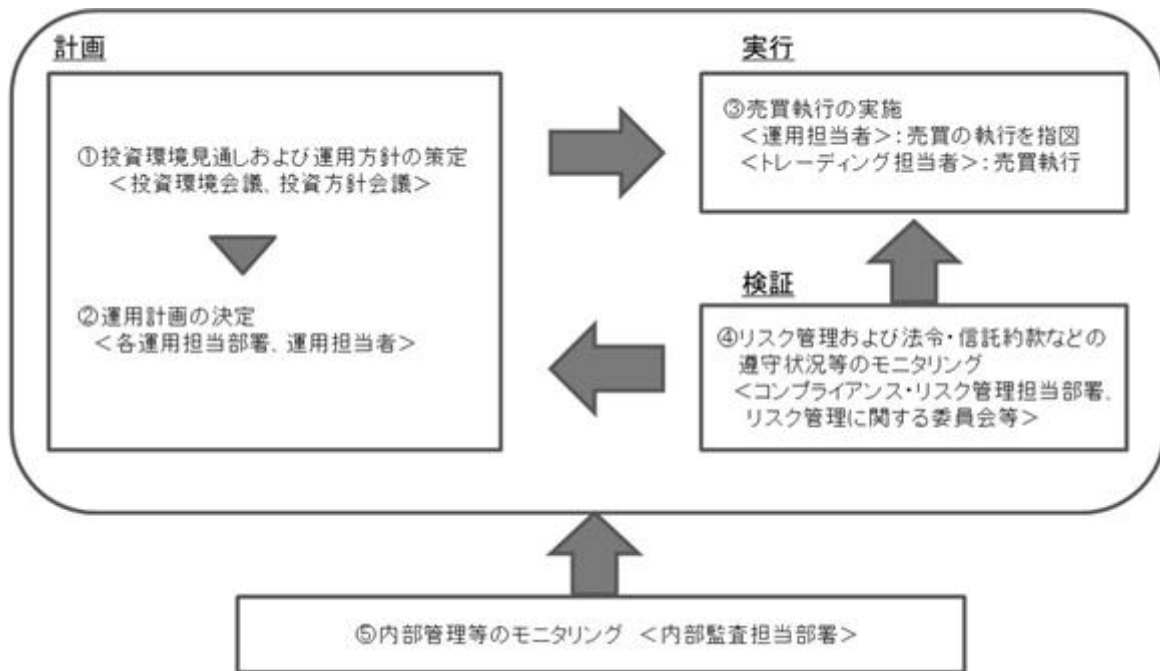 計画
①投資環境見通しおよび運用方針の策定
＜投資環境会議、投資方針会議＞
②運用計画の決定
＜各運用担当部署、運用担当者＞
実行
③売買執行の実施
＜運用担当者＞：売買の執行を指図
＜トレーディング担当者＞：売買執行
検証
④リスク管理および法令・信託約款などの
遵守状況等のモニタリング
＜コンプライアンス・リスク管理担当部署、
リスク管理に関する委員会等＞
⑤内部管理等のモニタリング ＜内部監査担当部署＞